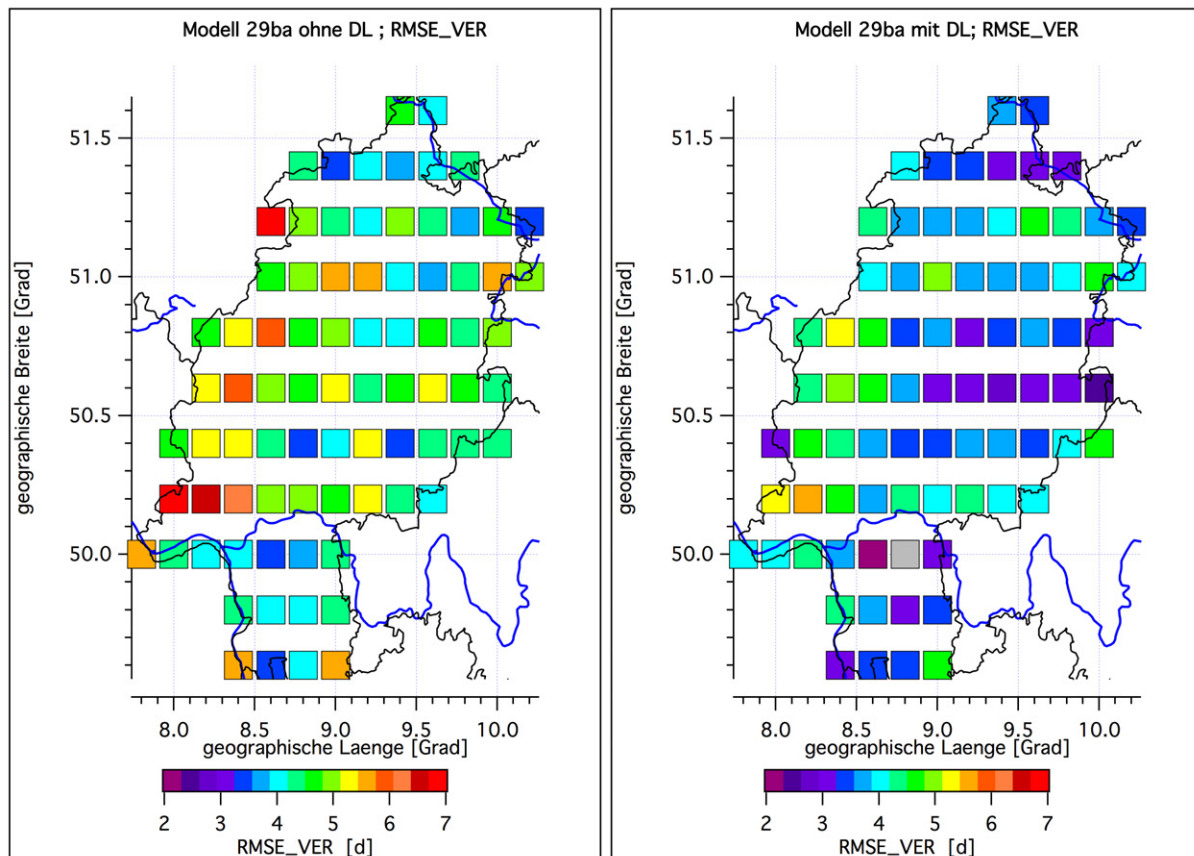 Modell 29ba ohne DL ; RMSE_VER
geographische Breite [Grad]
51.5
51.0
50.5
50.0
8.0 8.5 9.0 9.5 10.0
geographische Laenge [Grad]
2 3 4 5 6 7
RMSE_VER [d]
Modell 29ba mit DL; RMSE_VER
geographische Breite [Grad]
51.5
51.0
50.5
50.0
8.0 8.5 9.0 9.5 10.0
geographische Laenge [Grad]
2 3 4 5 6 7
RMSE_VER [d]